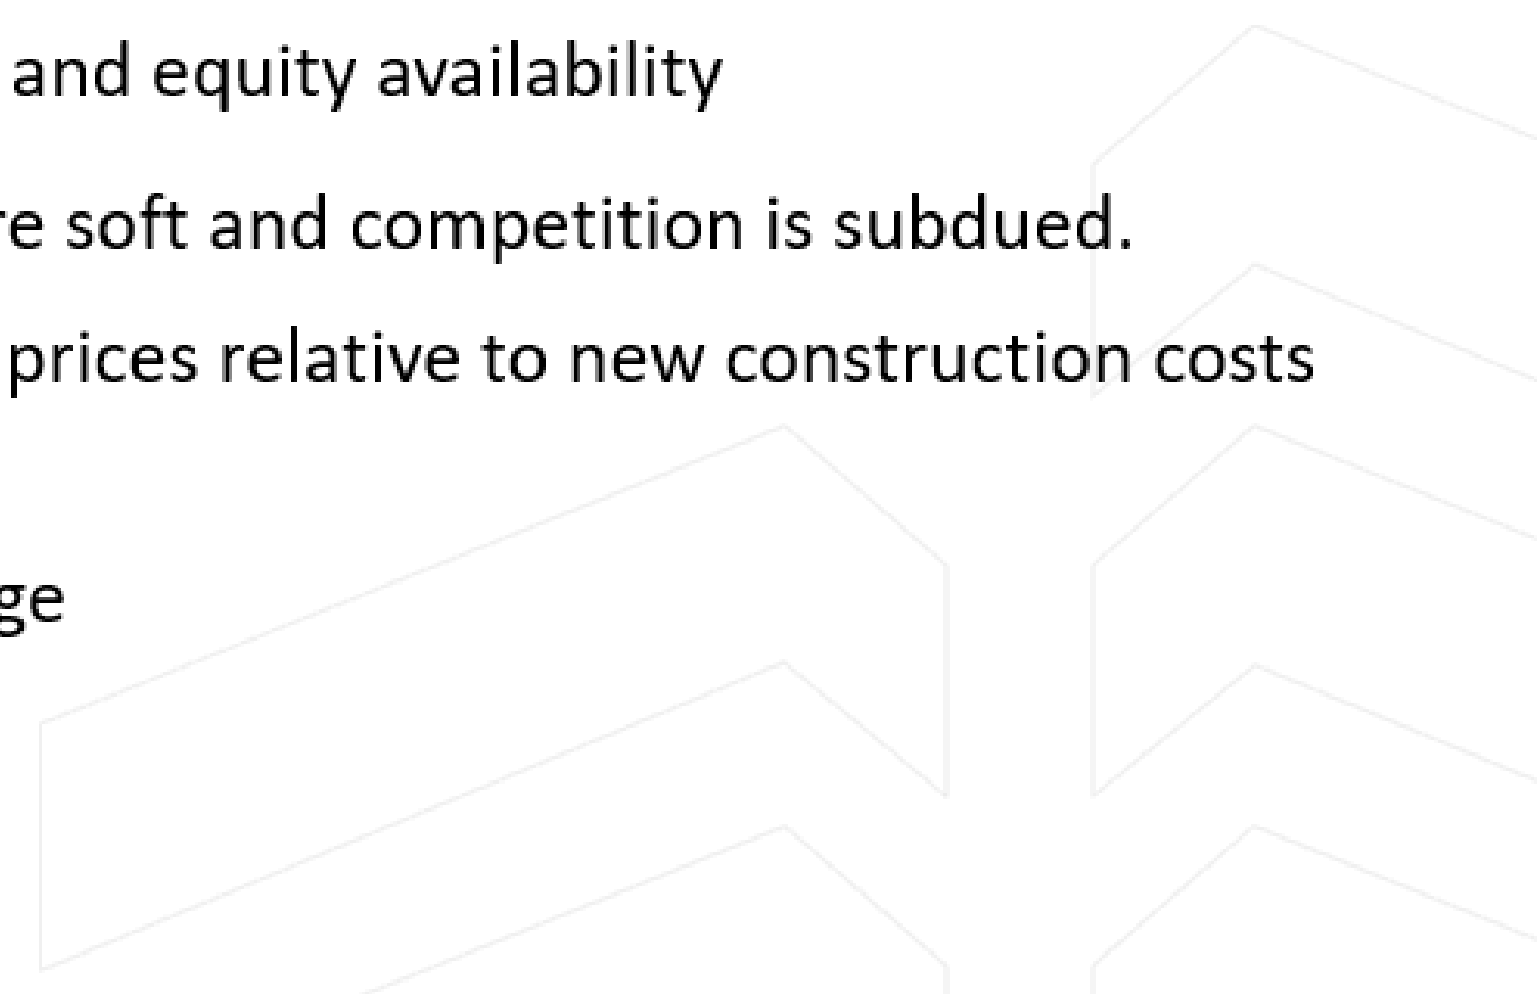 and equity availability
re soft and competition is subdued.
prices relative to new construction costs
ge